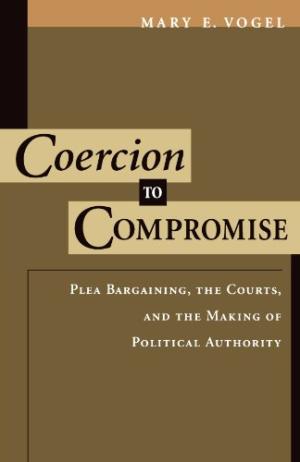 MARY E. VOGEL
Coercion
TO
COMPROMISE
PLEA BARGAINING, THE COURTS,
AND THE MAKING OF
POLITICAL AUTHORITY